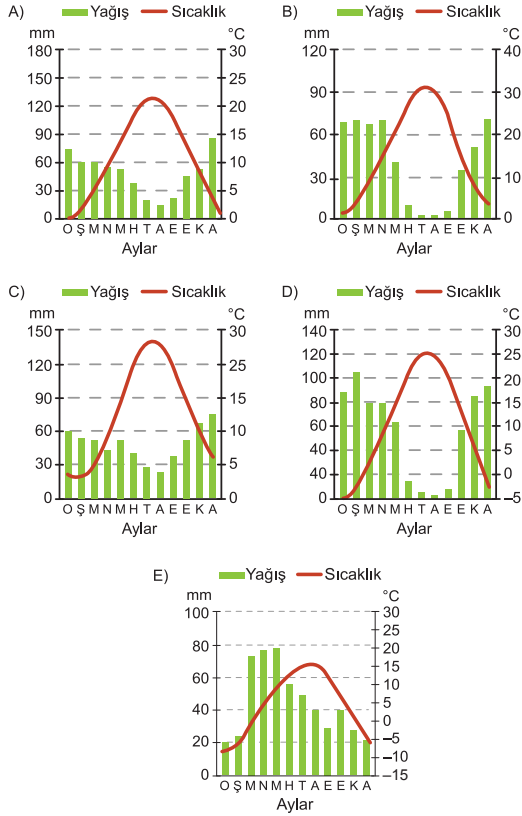 A) Yağış Sıcaklık
mm °C
180 30
150 25
120 20
90 15
60 10
30 5
00 0
O Ş M N M H T A E E K A
Aylar
B) Yağış Sıcaklık
mm °C
120 40
90 30
60 20
30 10
0 0
O Ş M N M H T A E E K A
Aylar
C) Yağış Sıcaklık
mm °C
150 30
120 25
90 20
60 15
30 10
0 5
0
O Ş M N M H T A E E K A
Aylar
D) Yağış Sıcaklık
mm °C
140 30
120 25
100 20
80 15
60 10
40 5
40 0
0 –5
O Ş M N M H T A E E K A
Aylar
E) Yağış Sıcaklık
mm °C
100 30
80 25
60 20
40 15
20 10
0 5
0
–5
–10
–15
O Ş M N M H T A E E K A
Aylar